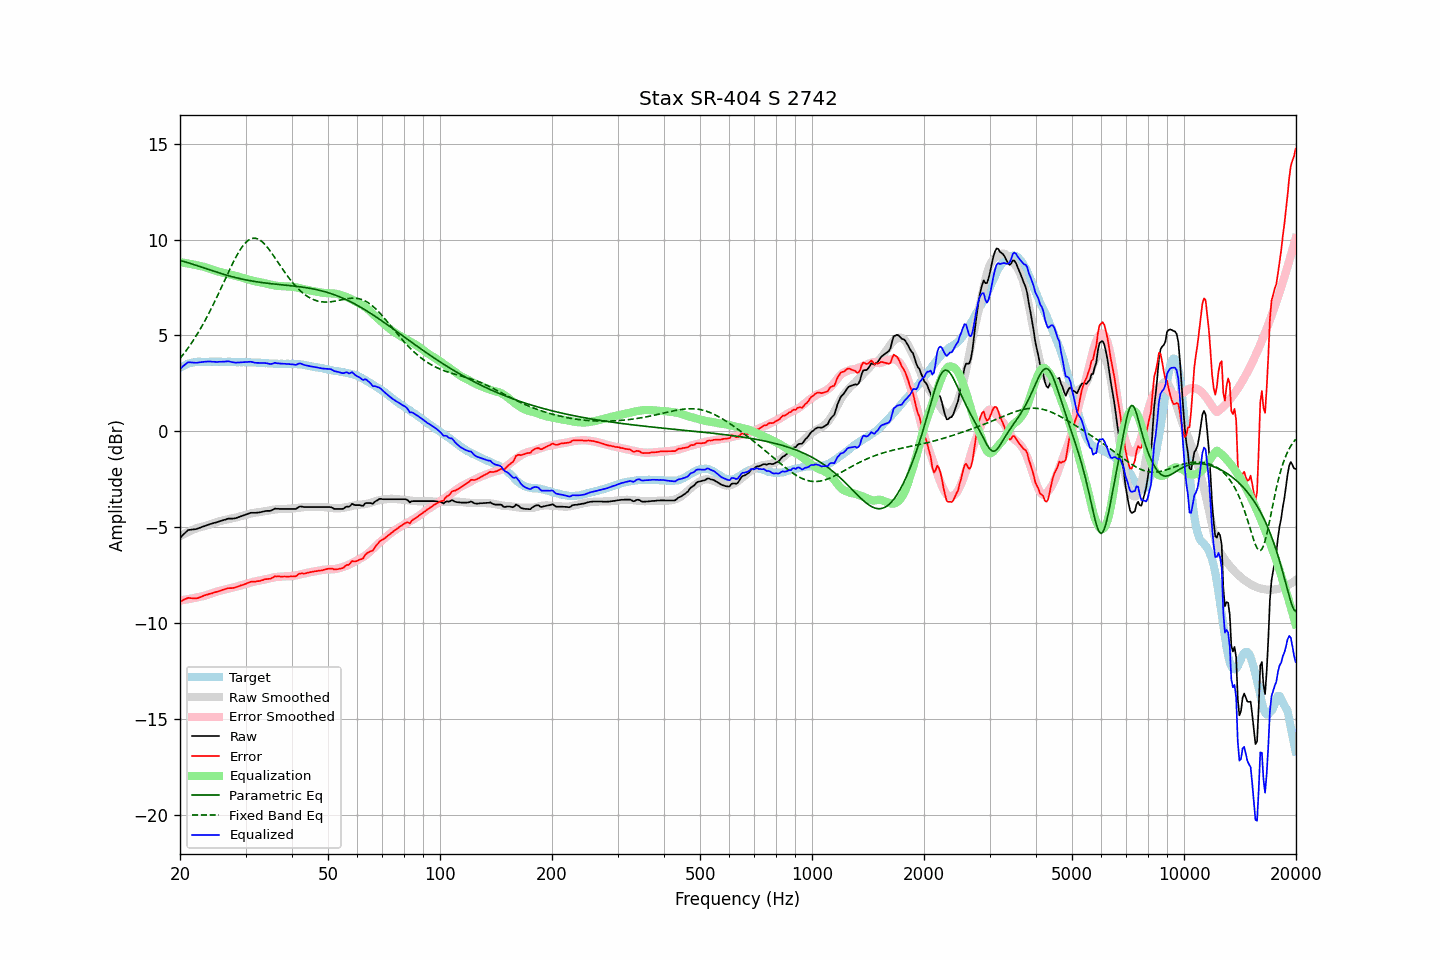 Stax SR-404 S 2742
Amplitude (dBr)
15
10
5
0
−5
−10
−15
−20
Target
Raw Smoothed
Error Smoothed
Raw
Error
Equalization
Parametric Eq
Fixed Band Eq
Equalized
20 50 100 200 500 1000 2000 5000 10000 20000
Frequency (Hz)